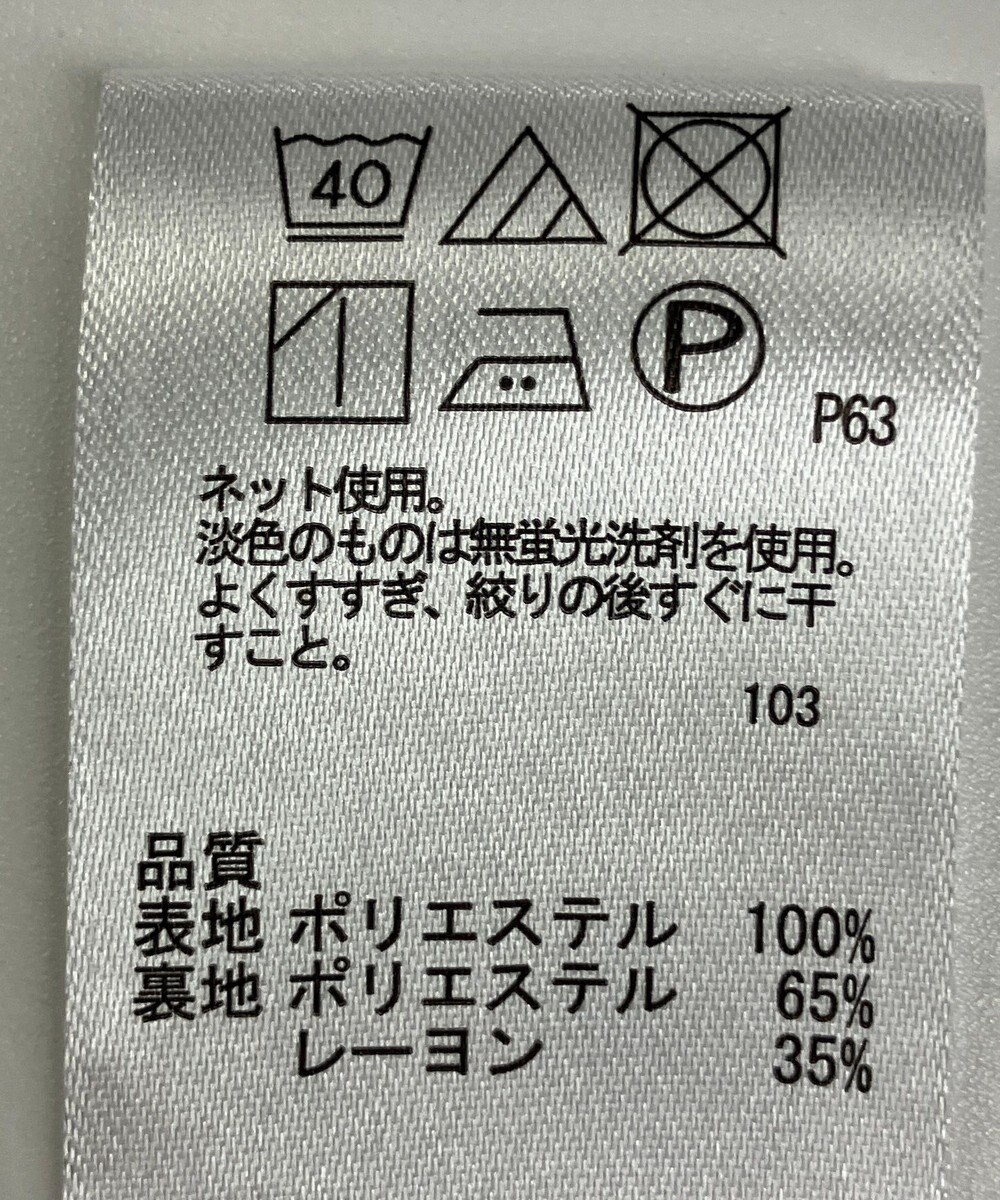 40
P
P63
ネット使用。
淡色のものは無蛍光洗剤を使用。
よくすすぎ、絞りの後すぐに干
すこと。
103
品質
表地 ポリエステル 100%
裏地 ポリエステル 65%
レーヨン 35%